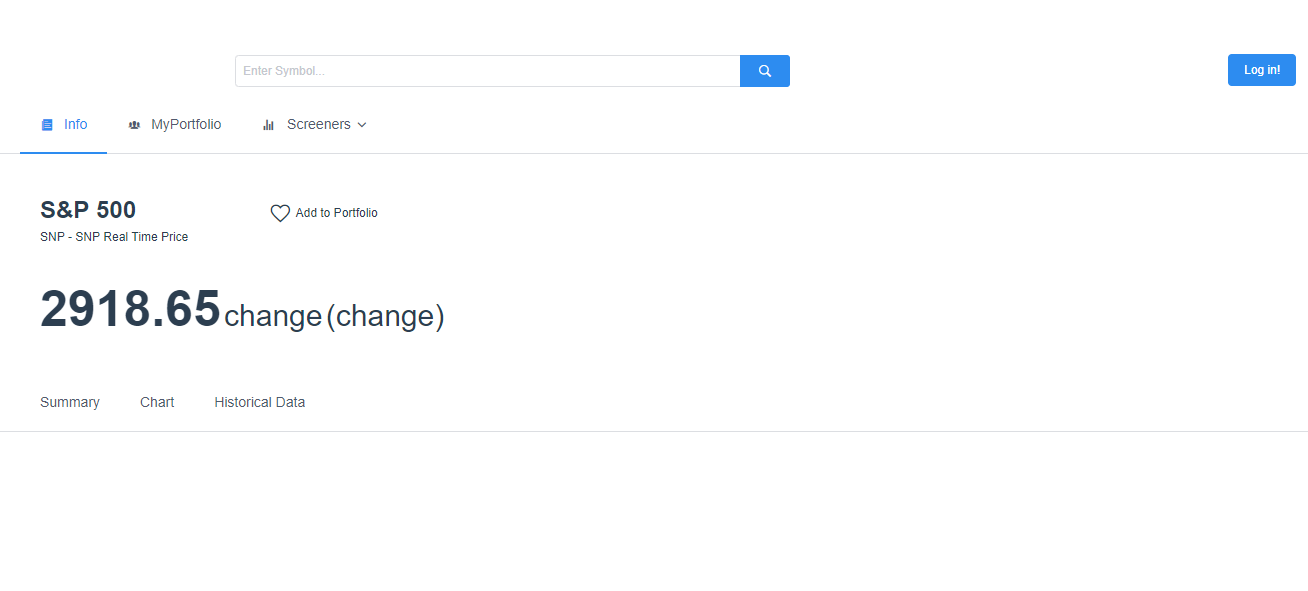 Enter Symbol...
Log in!
Info MyPortfolio Screeners
S&P 500
Add to Portfolio
SNP - SNP Real Time Price
2918.65 change (change)
Summary Chart Historical Data